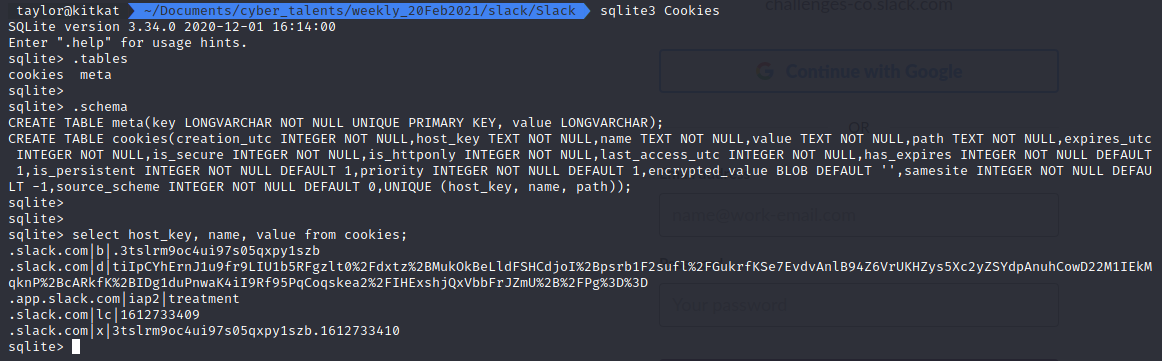 taylor@kitkat ~/Documents/cyber_talents/weekly_20Feb2021/slack/Slack sqlite3 Cookies
challenges-co.slack.com
SQLite version 3.34.0 2020-12-01 16:14:00
Enter ".help" for usage hints.
sqlite> .tables
cookies  meta
Continue with Google
sqlite>
sqlite> .schema
CREATE TABLE meta(key LONGVARCHAR NOT NULL UNIQUE PRIMARY KEY, value LONGVARCHAR);
OR
CREATE TABLE cookies(creation_utc INTEGER NOT NULL,host_key TEXT NOT NULL,name TEXT NOT NULL,value TEXT NOT NULL,path TEXT NOT NULL,expires_utc
INTEGER NOT NULL,is_secure INTEGER NOT NULL,is_httponly INTEGER NOT NULL,last_access_utc INTEGER NOT NULL,has_expires INTEGER NOT NULL DEFAULT
1,is_persistent INTEGER NOT NULL DEFAULT 1,priority INTEGER NOT NULL DEFAULT 1,encrypted_value BLOB DEFAULT '',samesite INTEGER NOT NULL DEFAU
LT -1,source_scheme INTEGER NOT NULL DEFAULT 0,UNIQUE (host_key, name, path));
sqlite>
sqlite>
name@work-email.com
sqlite> select host_key, name, value from cookies;
.slack.com|b|.3tslrm9oc4ui97s05qxpy1szb
.slack.com|d|tiIpCYhErnJ1u9fr9LIU1b5RFgzlt0%2Fdxtz%2BMukOkBeLldFSHCdjoI%2Bpsrb1F2sufl%2FGukrfKSe7EvdvAnlB94Z6VrUKHZys5Xc2yZSYdpAnuhCowD22M1IEkM
qknP%2BcARkfK%2BIDg1duPnwaK4iI9Rf95PqCoqskea2%2FIHExshjQxVbbFrJZmU%2B%2FPg%3D%3D
.app.slack.com|iap2|treatment
Your password
.slack.com|lc|1612733409
.slack.com|x|3tslrm9oc4ui97s05qxpy1szb.1612733410
sqlite>